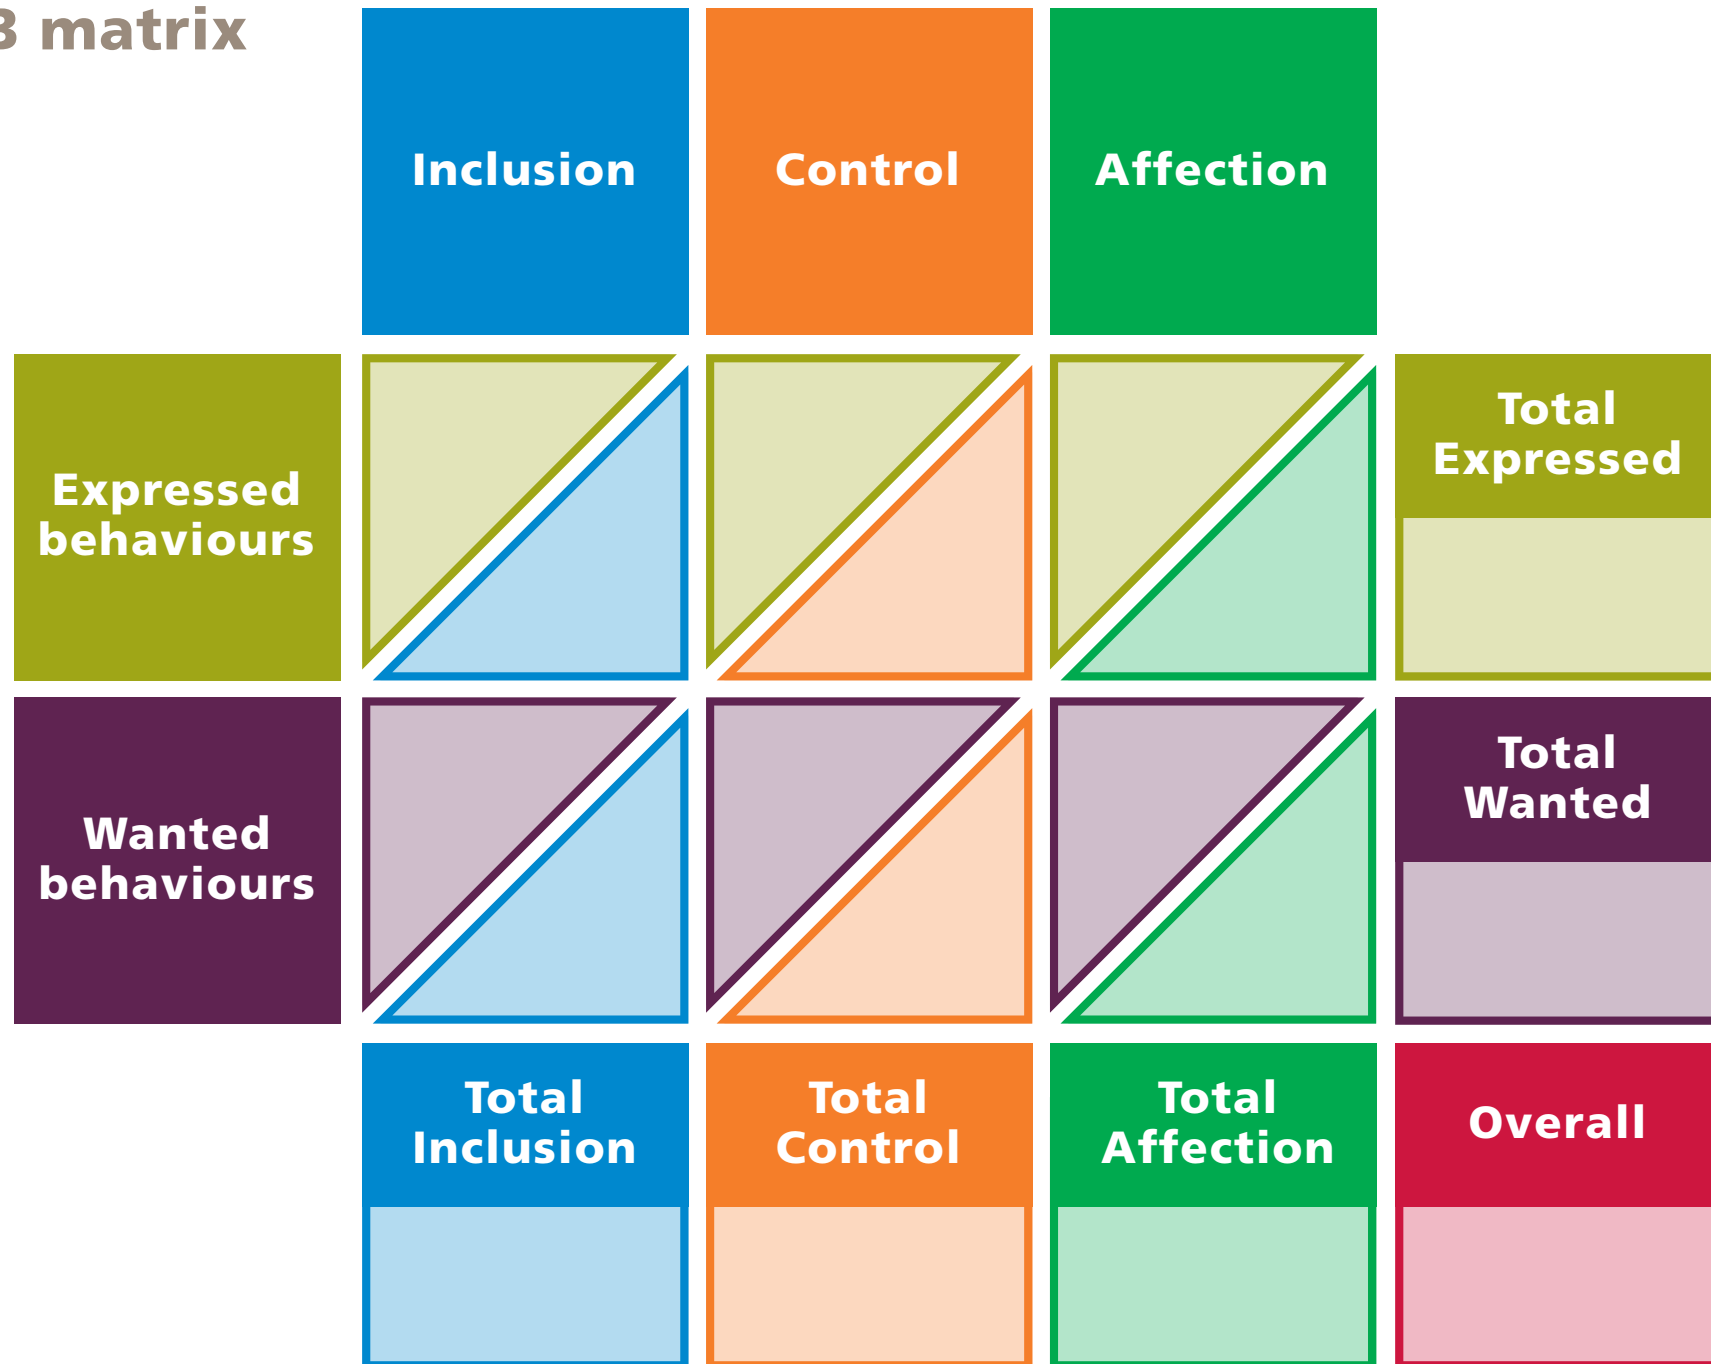 matrix
Inclusion
Control
Affection
Expressed
behaviours
Total
Expressed
Wanted
behaviours
Total
Wanted
Total
Inclusion
Total
Control
Total
Affection
Overall